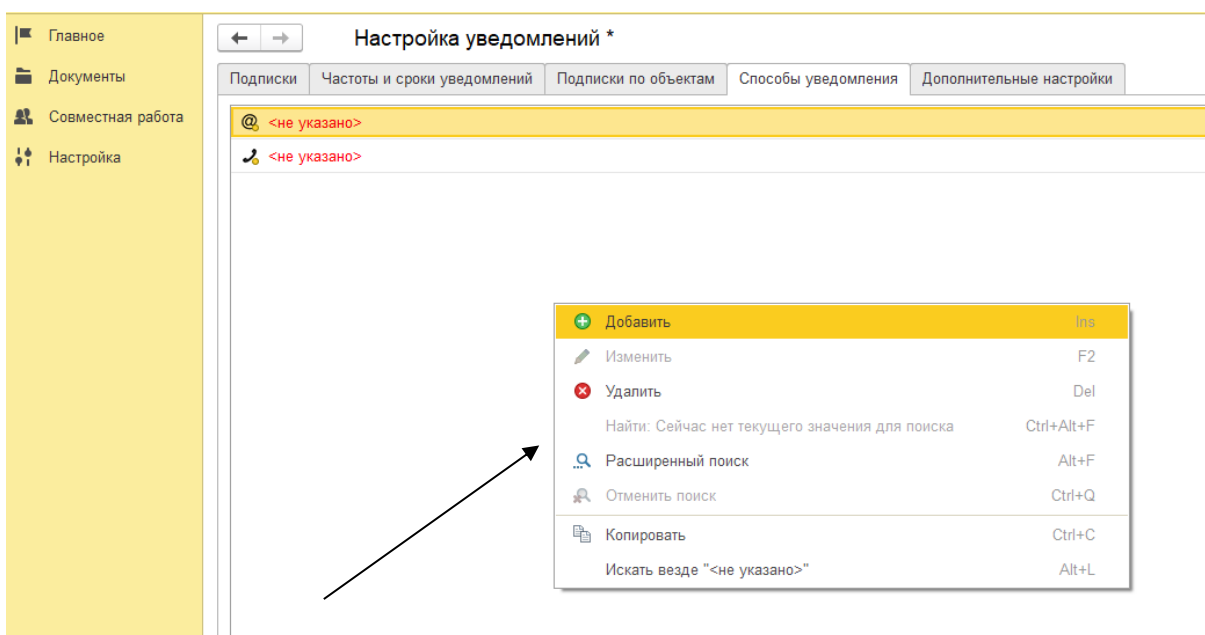 Главное
Документы
Совместная работа
Настройка
Настройка уведомлений *
Подписки Частоты и сроки уведомлений Подписки по объектам Способы уведомления Дополнительные настройки
<не указано>
<не указано>
Добавить Ins
Изменить F2
Удалить Del
Найти: Сейчас нет текущего значения для поиска Ctrl+Alt+F
Расширенный поиск Alt+F
Отменить поиск Ctrl+Q
Копировать Ctrl+C
Искать везде "<не указано>" Alt+L